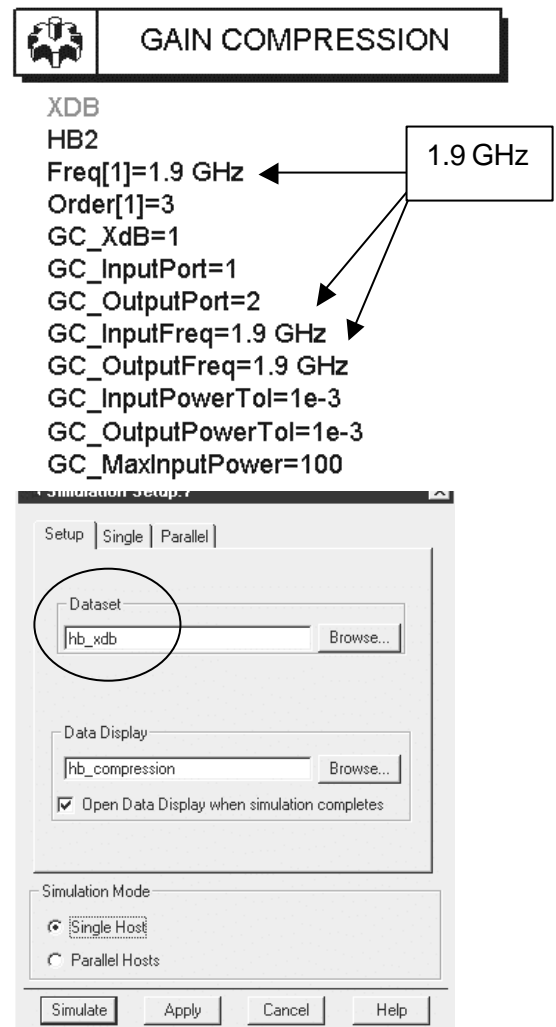 GAIN COMPRESSION
XDB
HB2
Freq[1]=1.9 GHz
1.9 GHz
Order[1]=3
GC_XdB=1
GC_InputPort=1
GC_OutputPort=2
GC_InputFreq=1.9 GHz
GC_OutputFreq=1.9 GHz
GC_InputPowerTol=1e-3
GC_OutputPowerTol=1e-3
GC_MaxInputPower=100
Simulation Setup:7
Setup Single Parallel
Dataset
hb_xdb Browse...
Data Display
hb_compression Browse...
Open Data Display when simulation completes
Simulation Mode
Single Host
Parallel Hosts
Simulate Apply Cancel Help